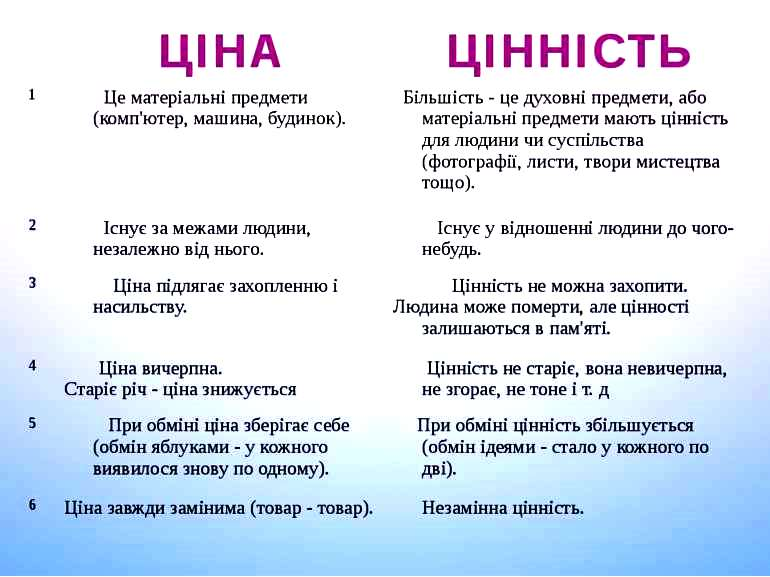 ЦІНА
ЦІННІСТЬ
1
Це матеріальні предмети
(комп'ютер, машина, будинок).
Більшість - це духовні предмети, або
матеріальні предмети мають цінність
для людини чи суспільства
(фотографії, листи, твори мистецтва
тощо).
2
Існує за межами людини,
незалежно від нього.
Існує у відношенні людини до чого-
небудь.
3
Ціна підлягає захопленню і
насильству.
Цінність не можна захопити.
Людина може померти, але цінності
залишаються в пам'яті.
4
Ціна вичерпна.
Старіє річ - ціна знижується
Цінність не старіє, вона невичерпна,
не згорає, не тоне і т. д
5
При обміні ціна зберігає себе
(обмін яблуками - у кожного
виявилося знову по одному).
При обміні цінність збільшується
(обмін ідеями - стало у кожного по
дві).
6
Ціна завжди замінима (товар - товар).
Незамінна цінність.